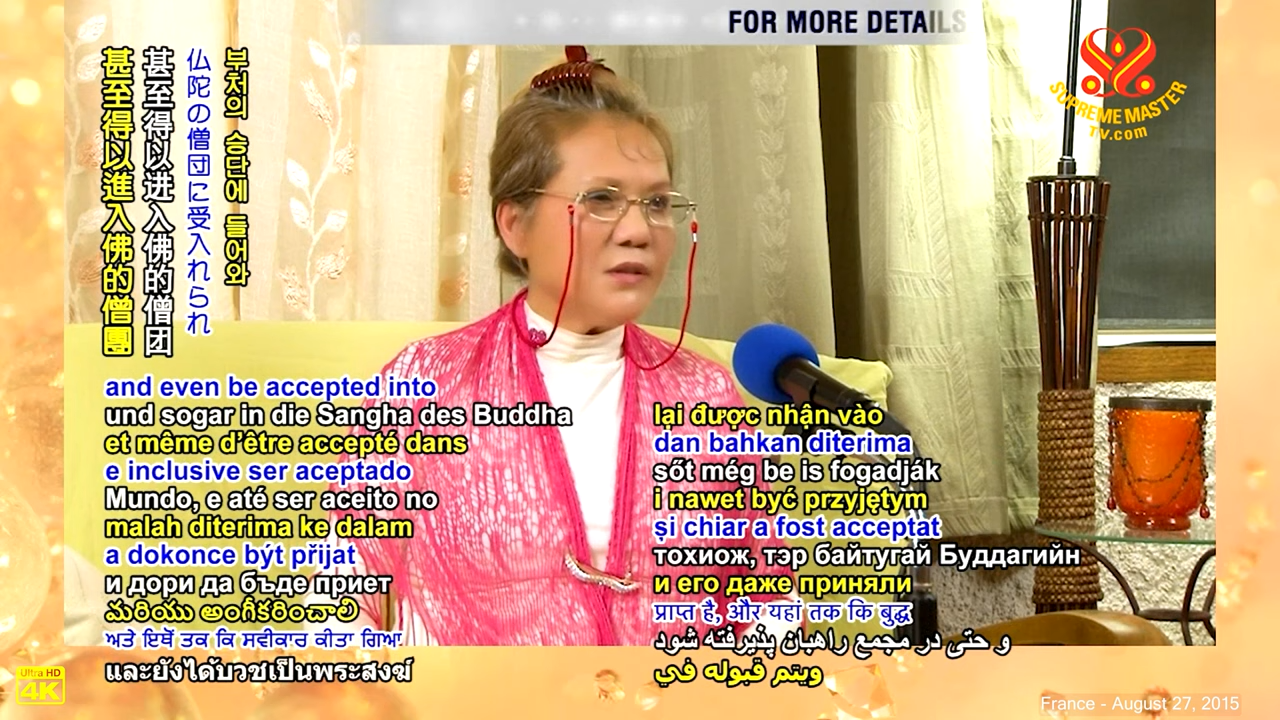 FOR MORE DETAILS
SUPREME MASTER
TV.com
부처의 승단에 들어와
仏陀の僧団に受入れられ
甚至得以进入佛的僧团
甚至得以進入佛的僧團
and even be accepted into
und sogar in die Sangha des Buddha
et même d'être accepté dans
e inclusive ser aceptado
Mundo, e até ser aceito no
malah diterima ke dalam
a dokonce být přijat
и дори да бъде приет
మరియు అంగీకరించాలి
ਅਤੇ ਇਥੋਂ ਤਕ ਕਿ ਸਵੀਕਾਰ ਕੀਤਾ ਗਿਆ
และยังได้บวชเป็นพระสงฆ์
lại được nhận vào
dan bahkan diterima
sőt még be is fogadják
i nawet być przyjętym
și chiar a fost acceptat
тохиож, тэр байтугай Буддагийн
и его даже приняли
प्राप्त है, और यहां तक कि बुद्ध
و حتی در مجمع راهبان پذیرفته شود
ويتم قبوله في
Ultra HD
4K
France - August 27, 2015